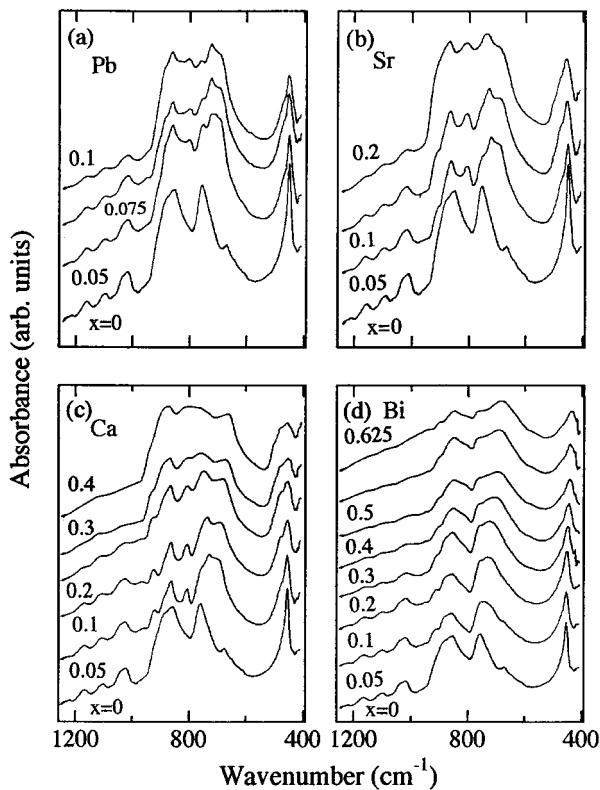 (a)
Pb
0.1
0.075
0.05
x=0
(b)
Sr
0.2
0.1
0.05
x=0
(c)
Ca
0.4
0.3
0.2
0.1
0.05
x=0
(d) Bi
0.625
0.5
0.4
0.3
0.2
0.1
0.05
x=0
Absorbance (arb. units)
1200 800 400 1200 800 400
Wavenumber (cm⁻¹)